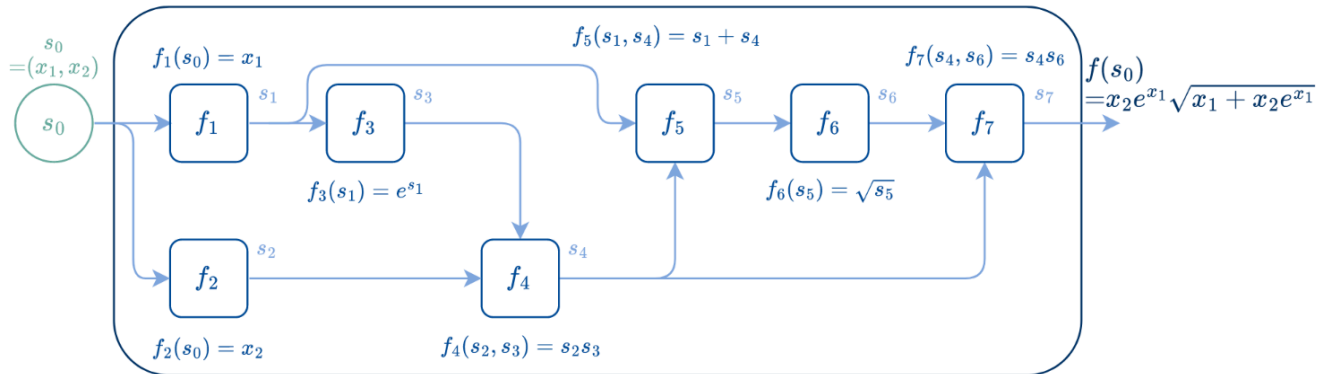 s₀
=(x₁, x₂)
s₀
f₁(s₀) = x₁
f₁
s₁
f₃
s₃
f₃(s₁) = e^{s₁}
f₂
s₂
f₂(s₀) = x₂
f₄
s₄
f₄(s₂, s₃) = s₂s₃
f₅(s₁, s₄) = s₁ + s₄
f₅
s₅
f₆
s₆
f₆(s₅) = √s₅
f₇(s₄, s₆) = s₄s₆
f₇
s₇
f(s₀)
=x₂e^{x₁}√(x₁ + x₂e^{x₁})